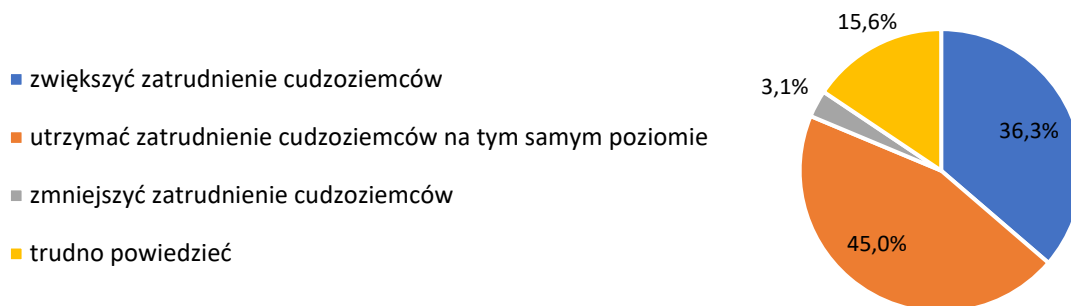 zwiększyć zatrudnienie cudzoziemców
utrzymać zatrudnienie cudzoziemców na tym samym poziomie
zmniejszyć zatrudnienie cudzoziemców
trudno powiedzieć
15,6%
3,1%
36,3%
45,0%